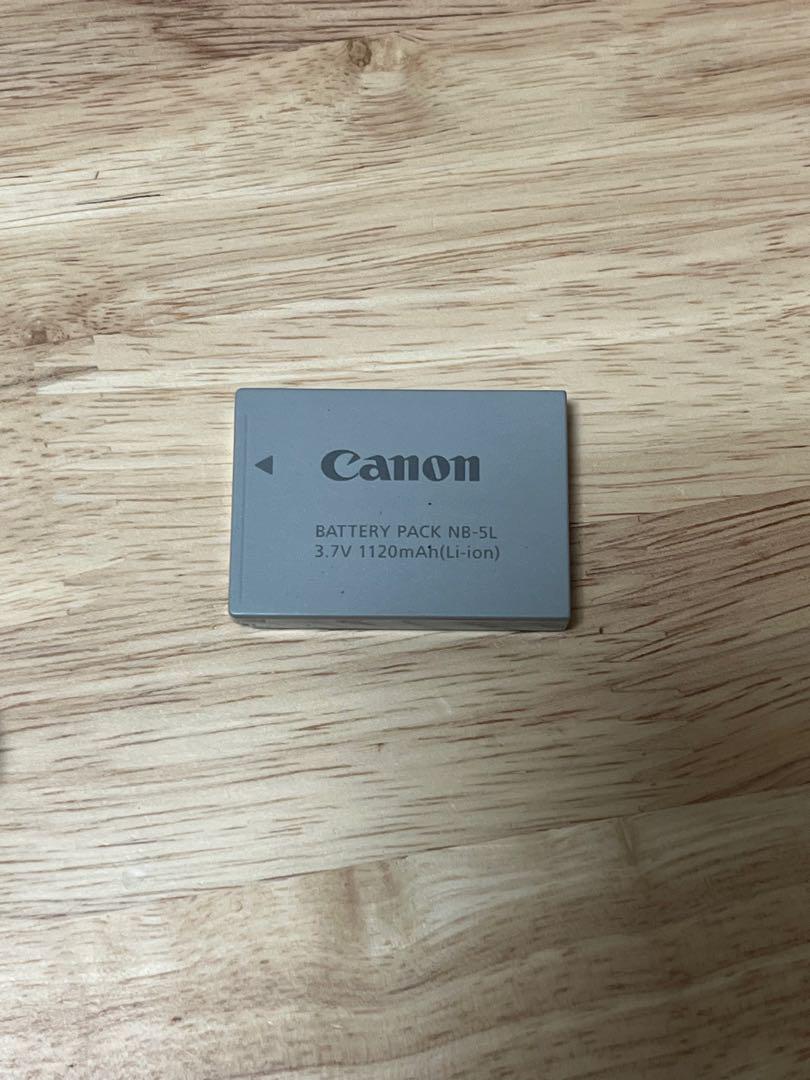 Canon
BATTERY PACK NB-5L
3.7V 1120mAh(Li-ion)